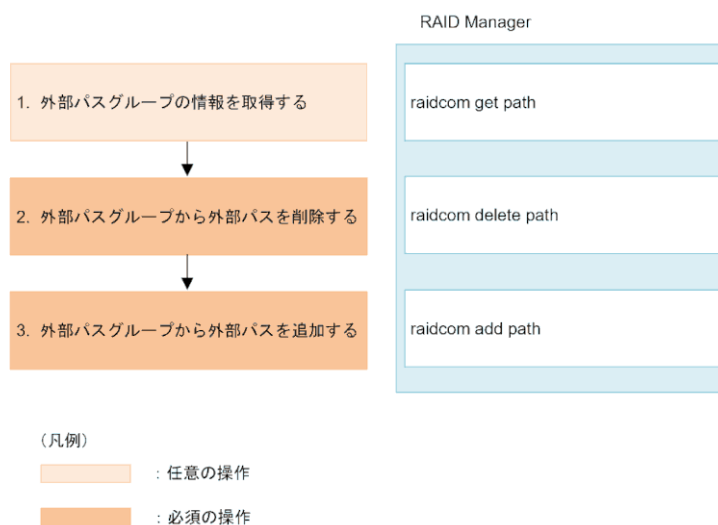 RAID Manager
1. 外部パスグループの情報を取得する
raidcom get path
2. 外部パスグループから外部パスを削除する
raidcom delete path
3. 外部パスグループから外部パスを追加する
raidcom add path
（凡例）
：任意の操作
：必須の操作